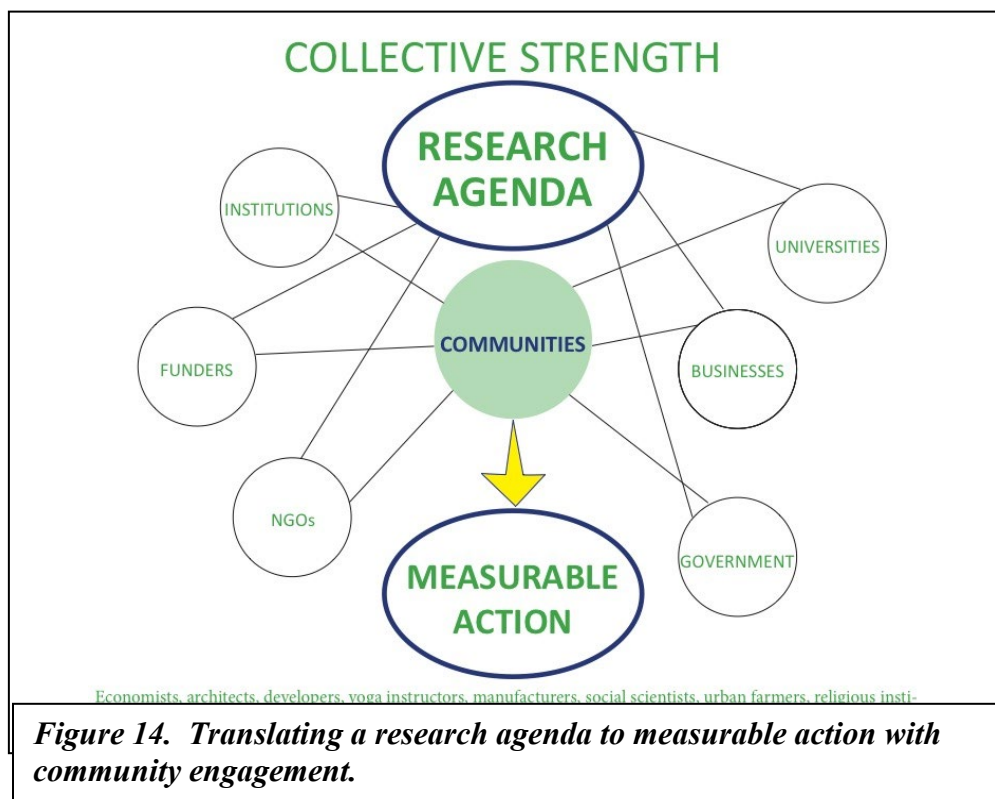 COLLECTIVE STRENGTH
RESEARCH
AGENDA
INSTITUTIONS
UNIVERSITIES
COMMUNITIES
FUNDERS
BUSINESSES
NGOs
GOVERNMENT
MEASURABLE
ACTION
Economists, architects, developers, yoga instructors, manufacturers, social scientists, urban farmers, religious insti-
Figure 14. Translating a research agenda to measurable action with
community engagement.